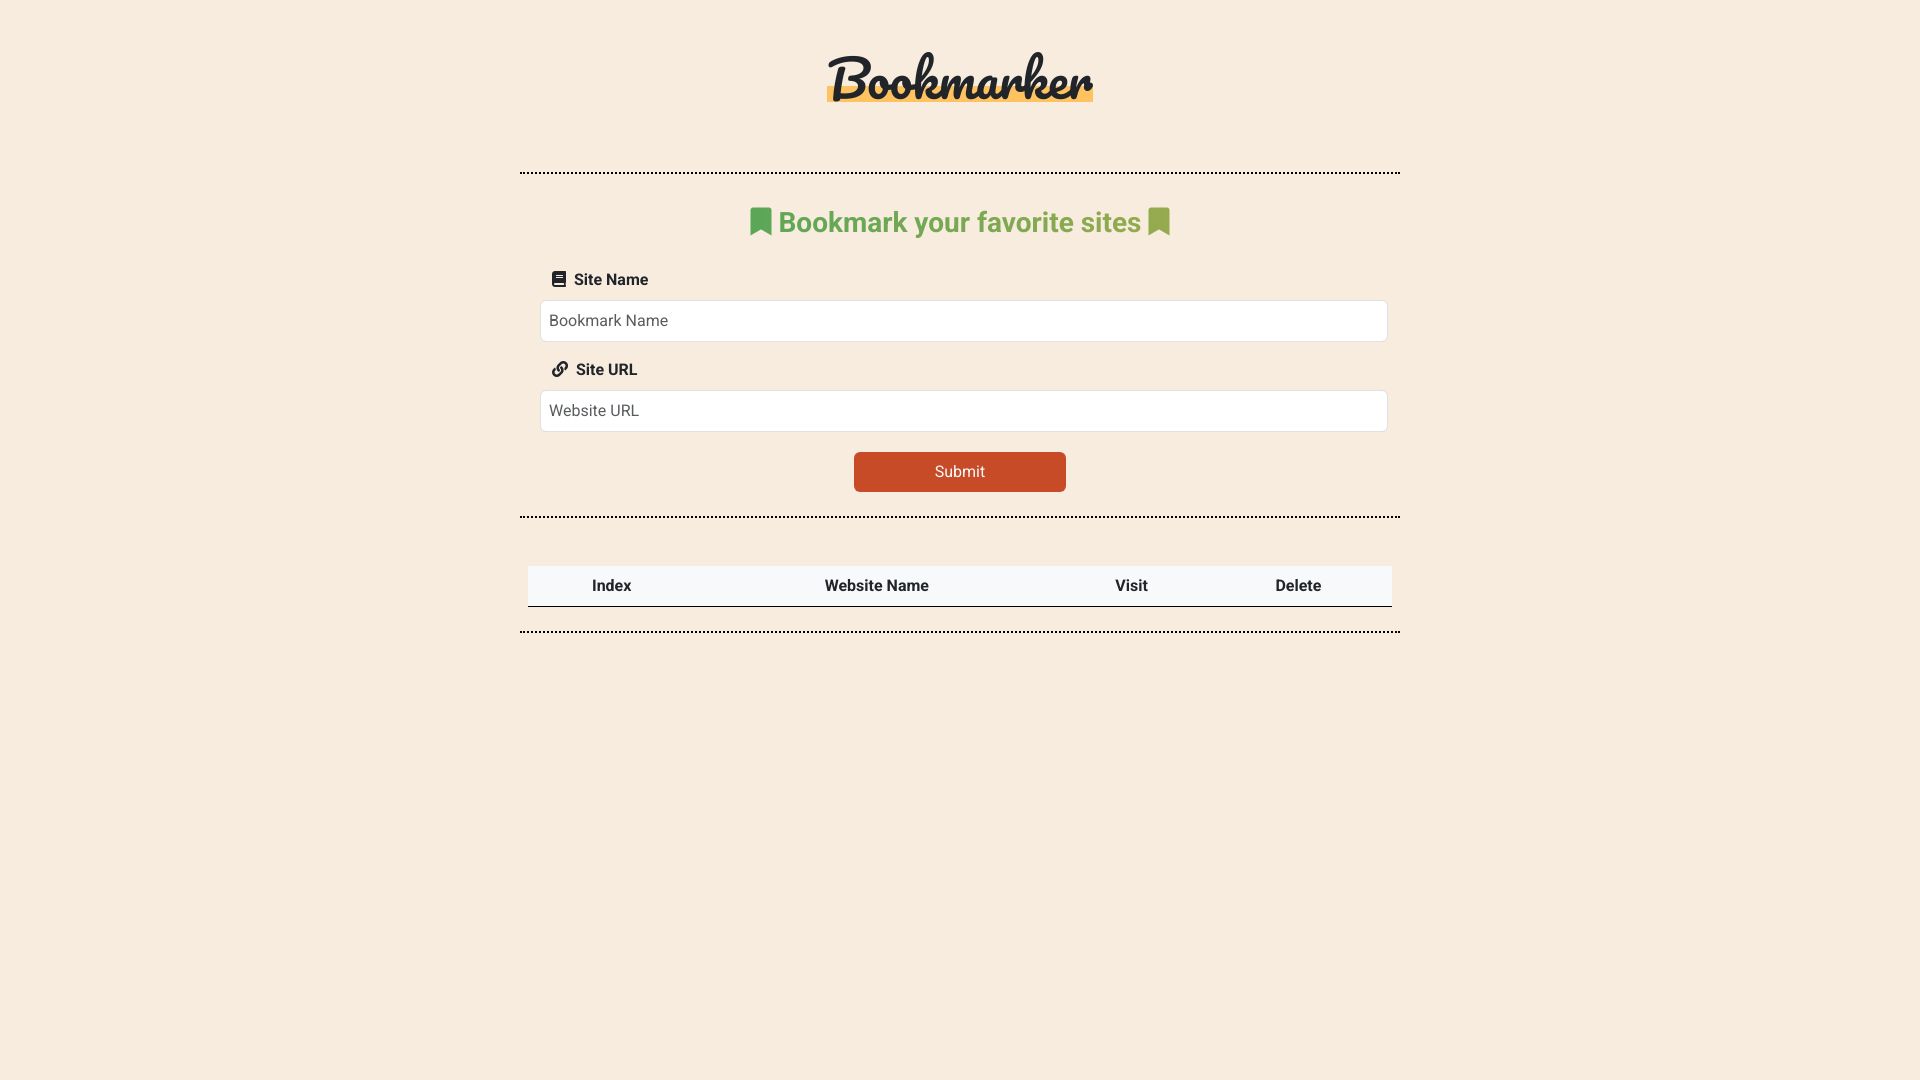 Bookmarker
Bookmark your favorite sites
Site Name
Bookmark Name
Site URL
Website URL
Submit
Index Website Name Visit Delete